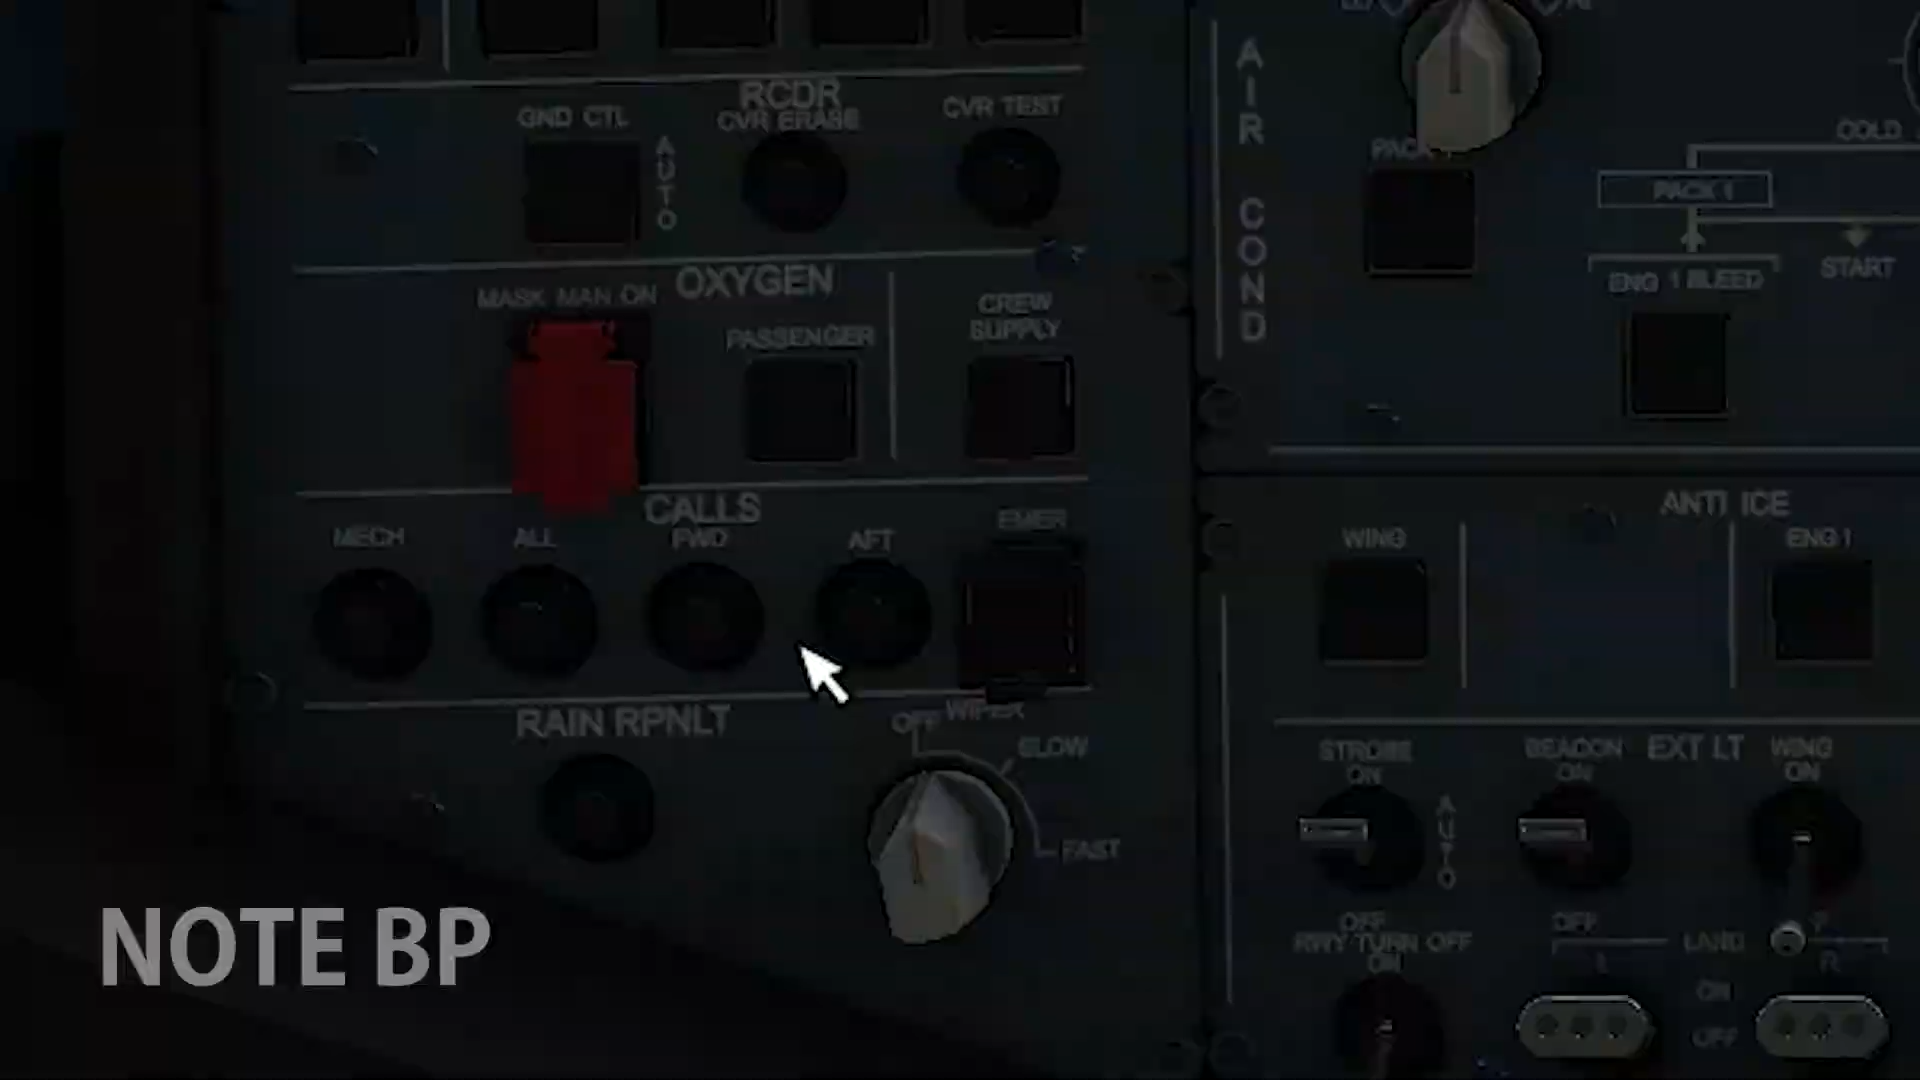 RCDR
GND CTL
CVR ERASE
CVR TEST
AUTO
OXYGEN
MASK MAN ON
PASSENGER
CREW
SUPPLY
CALLS
MECH
ALL
FWD
AFT
EMER
RAIN RPNLT
WIPER
OFF
SLOW
FAST
AIR COND
PACK 1
COLD
PACK 1
START
ENG 1 BLEED
ANTI ICE
WING
ENG 1
EXT LT
STROBE
ON
AUTO
OFF
BEACON
ON
OFF
WING
ON
RWY TURN OFF
ON
LAND
L
R
ON
OFF
NOTE BP